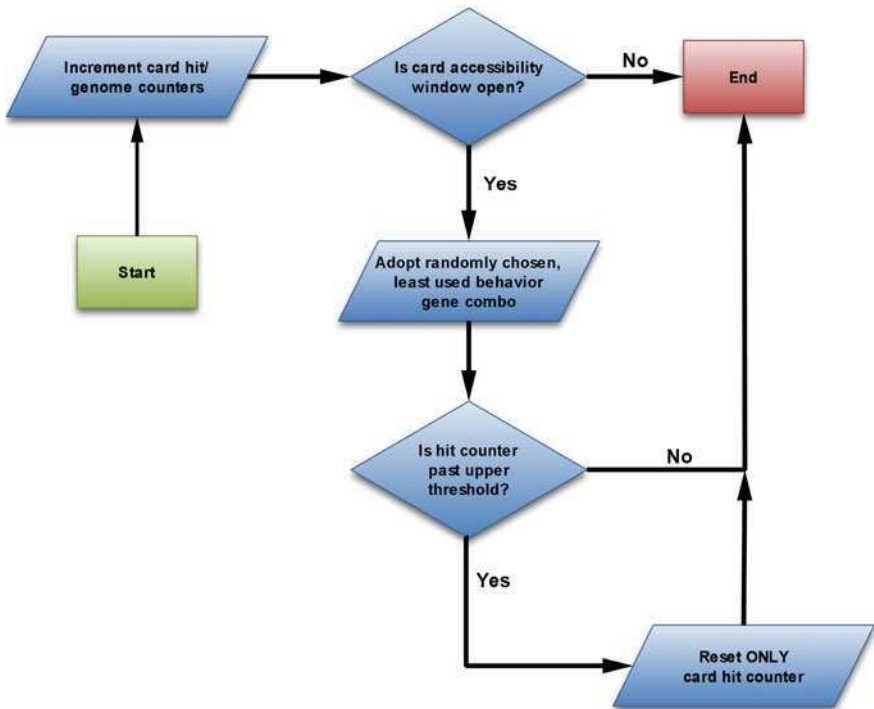 Increment card hit/
genome counters
Is card accessibility
window open?
No
End
Yes
Start
Adopt randomly chosen,
least used behavior
gene combo
Is hit counter
past upper
threshold?
No
Yes
Reset ONLY
card hit counter